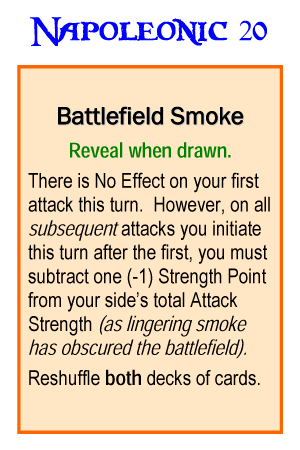 Napoleonic 20
Battlefield Smoke
Reveal when drawn.
There is No Effect on your first
attack this turn.  However, on all
subsequent attacks you initiate
this turn after the first, you must
subtract one (-1) Strength Point
from your side's total Attack
Strength (as lingering smoke
has obscured the battlefield).
Reshuffle both decks of cards.